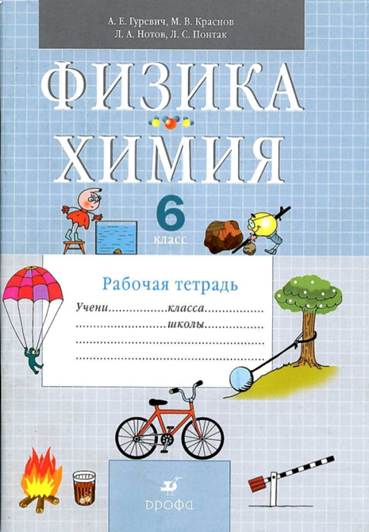 А. Е. Гуревич, М. В. Краснов
Л. А. Нотов, Л. С. Понтак
ФИЗИКА
ХИМИЯ
6
класс
Рабочая тетрадь
Учени................класса................
................школы................
ДРОФА